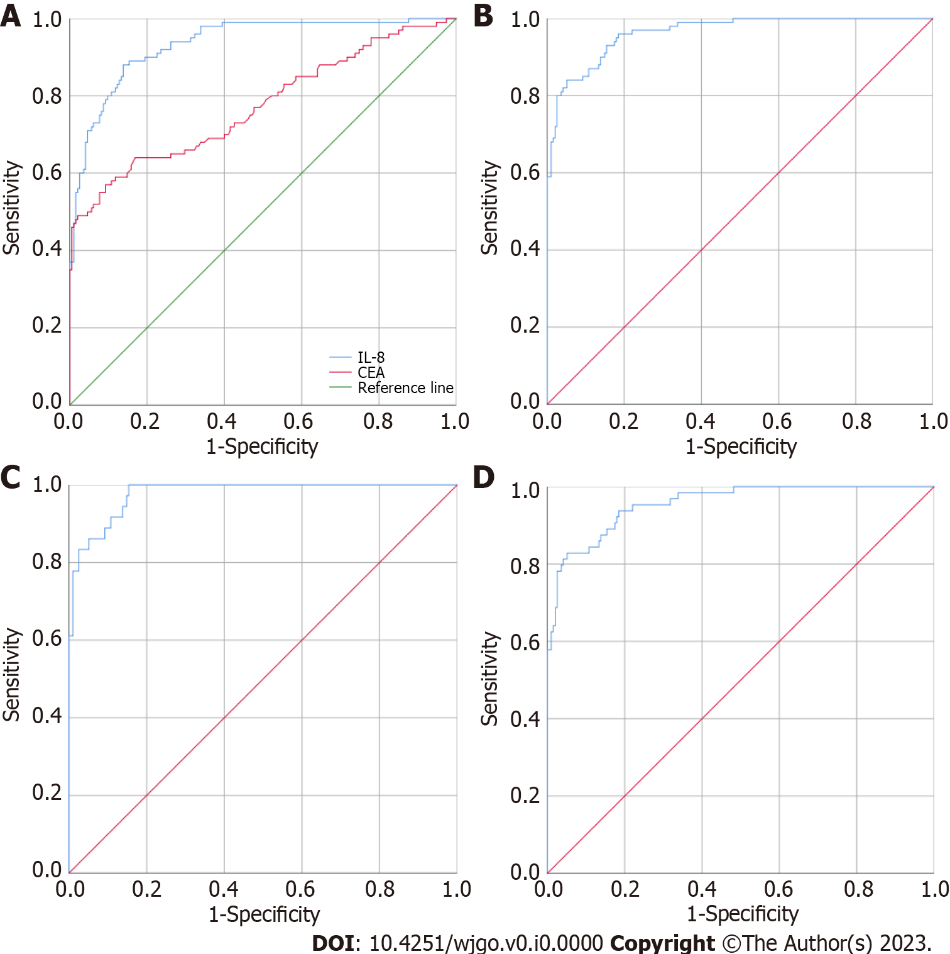 A
1.0
0.8
0.6
0.4
0.2
0.0
Sensitivity
0.0 0.2 0.4 0.6 0.8 1.0
1-Specificity
IL-8
CEA
Reference line
B
1.0
0.8
0.6
0.4
0.2
0.0
Sensitivity
0.0 0.2 0.4 0.6 0.8 1.0
1-Specificity
C
1.0
0.8
0.6
0.4
0.2
0.0
Sensitivity
0.0 0.2 0.4 0.6 0.8 1.0
1-Specificity
D
1.0
0.8
0.6
0.4
0.2
0.0
Sensitivity
0.0 0.2 0.4 0.6 0.8 1.0
1-Specificity
DOI: 10.4251/wjgo.v0.i0.0000 Copyright ©The Author(s) 2023.